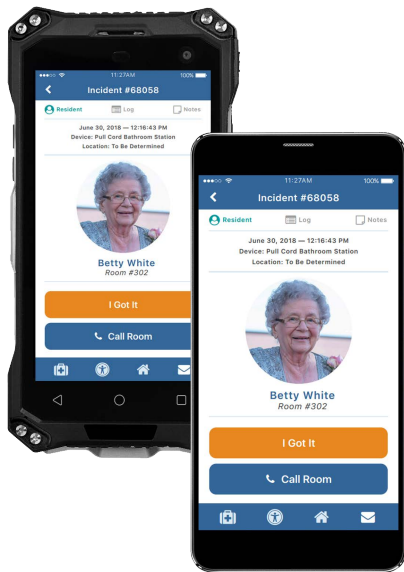 11:27AM
100%
Incident #68058
Resident
Log
Notes
June 30, 2018 — 12:16:43 PM
Device: Pull Cord Bathroom Station
Location: To Be Determined
Betty White
Room #302
I Got It
Call Room
11:27AM
100%
Incident #68058
Resident
Log
Notes
June 30, 2018 — 12:16:43 PM
Device: Pull Cord Bathroom Station
Location: To Be Determined
Betty White
Room #302
I Got It
Call Room